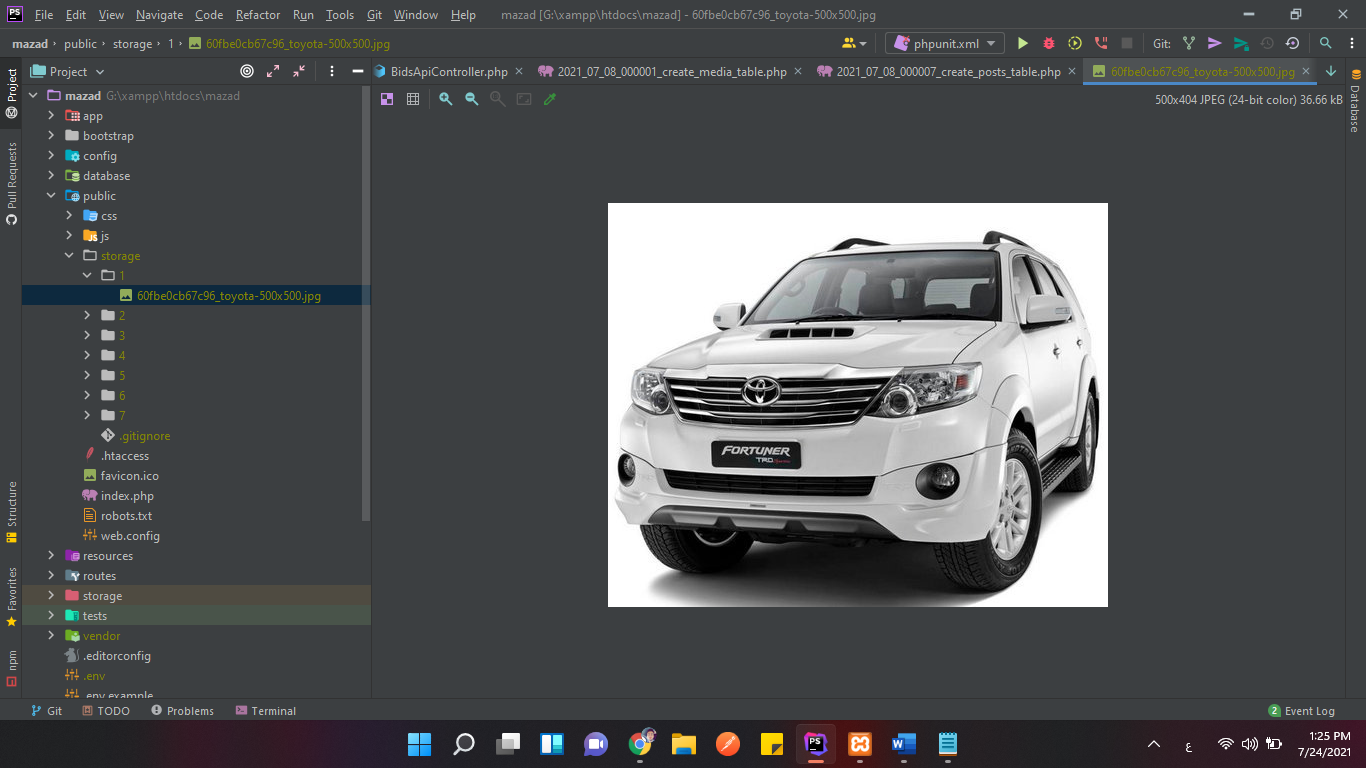 PS File Edit View Navigate Code Refactor Run Tools Git Window Help mazad [G:\xampp\htdocs\mazad] - 60fbe0cb67c96_toyota-500x500.jpg
mazad public storage 1 60fbe0cb67c96_toyota-500x500.jpg phpunit.xml Git:
Project BidsApiController.php 2021_07_08_000001_create_media_table.php 2021_07_08_000007_create_posts_table.php 60fbe0cb67c96_toyota-500x500.jpg
500x404 JPEG (24-bit color) 36.66 kB
Project
Pull Requests
Structure
Favorites
npm
mazad G:\xampp\htdocs\mazad
app
bootstrap
config
database
public
css
JS js
storage
1
60fbe0cb67c96_toyota-500x500.jpg
2
3
4
5
6
7
.gitignore
.htaccess
favicon.ico
index.php
robots.txt
web.config
resources
routes
storage
tests
vendor
.editorconfig
.env
.env.example
FORTUNER
TRD
Database
Git TODO Problems Terminal 2 Event Log
PS W ع 1:25 PM
7/24/2021